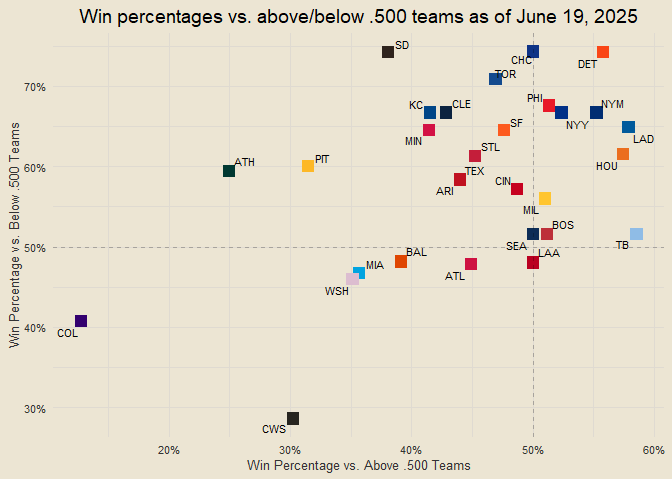 Win percentages vs. above/below .500 teams as of June 19, 2025
SD
CHC
DET
TOR
70%
KC
CLE
PHI
NYM
NYY
MIN
SF
LAD
STL
HOU
ATH
PIT
60%
TEX
ARI
CIN
MIL
BOS
SEA
TB
50%
BAL
LAA
MIA
ATL
WSH
COL
40%
CWS
30%
20%
30%
40%
50%
60%
Win Percentage vs. Above .500 Teams
Win Percentage vs. Below .500 Teams